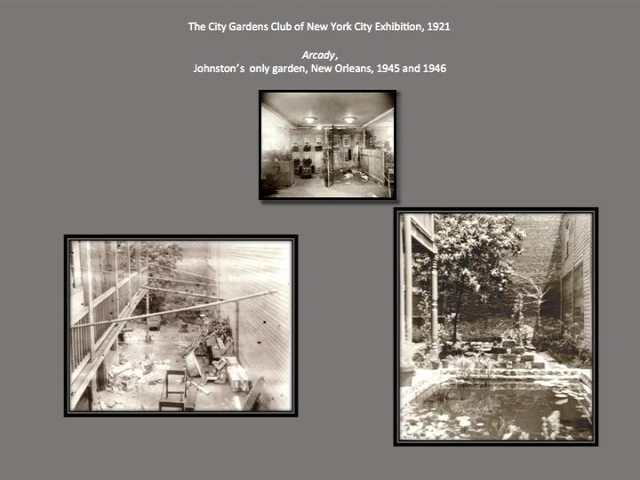 The City Gardens Club of New York City Exhibition, 1921
Arcady,
Johnston's only garden, New Orleans, 1945 and 1946